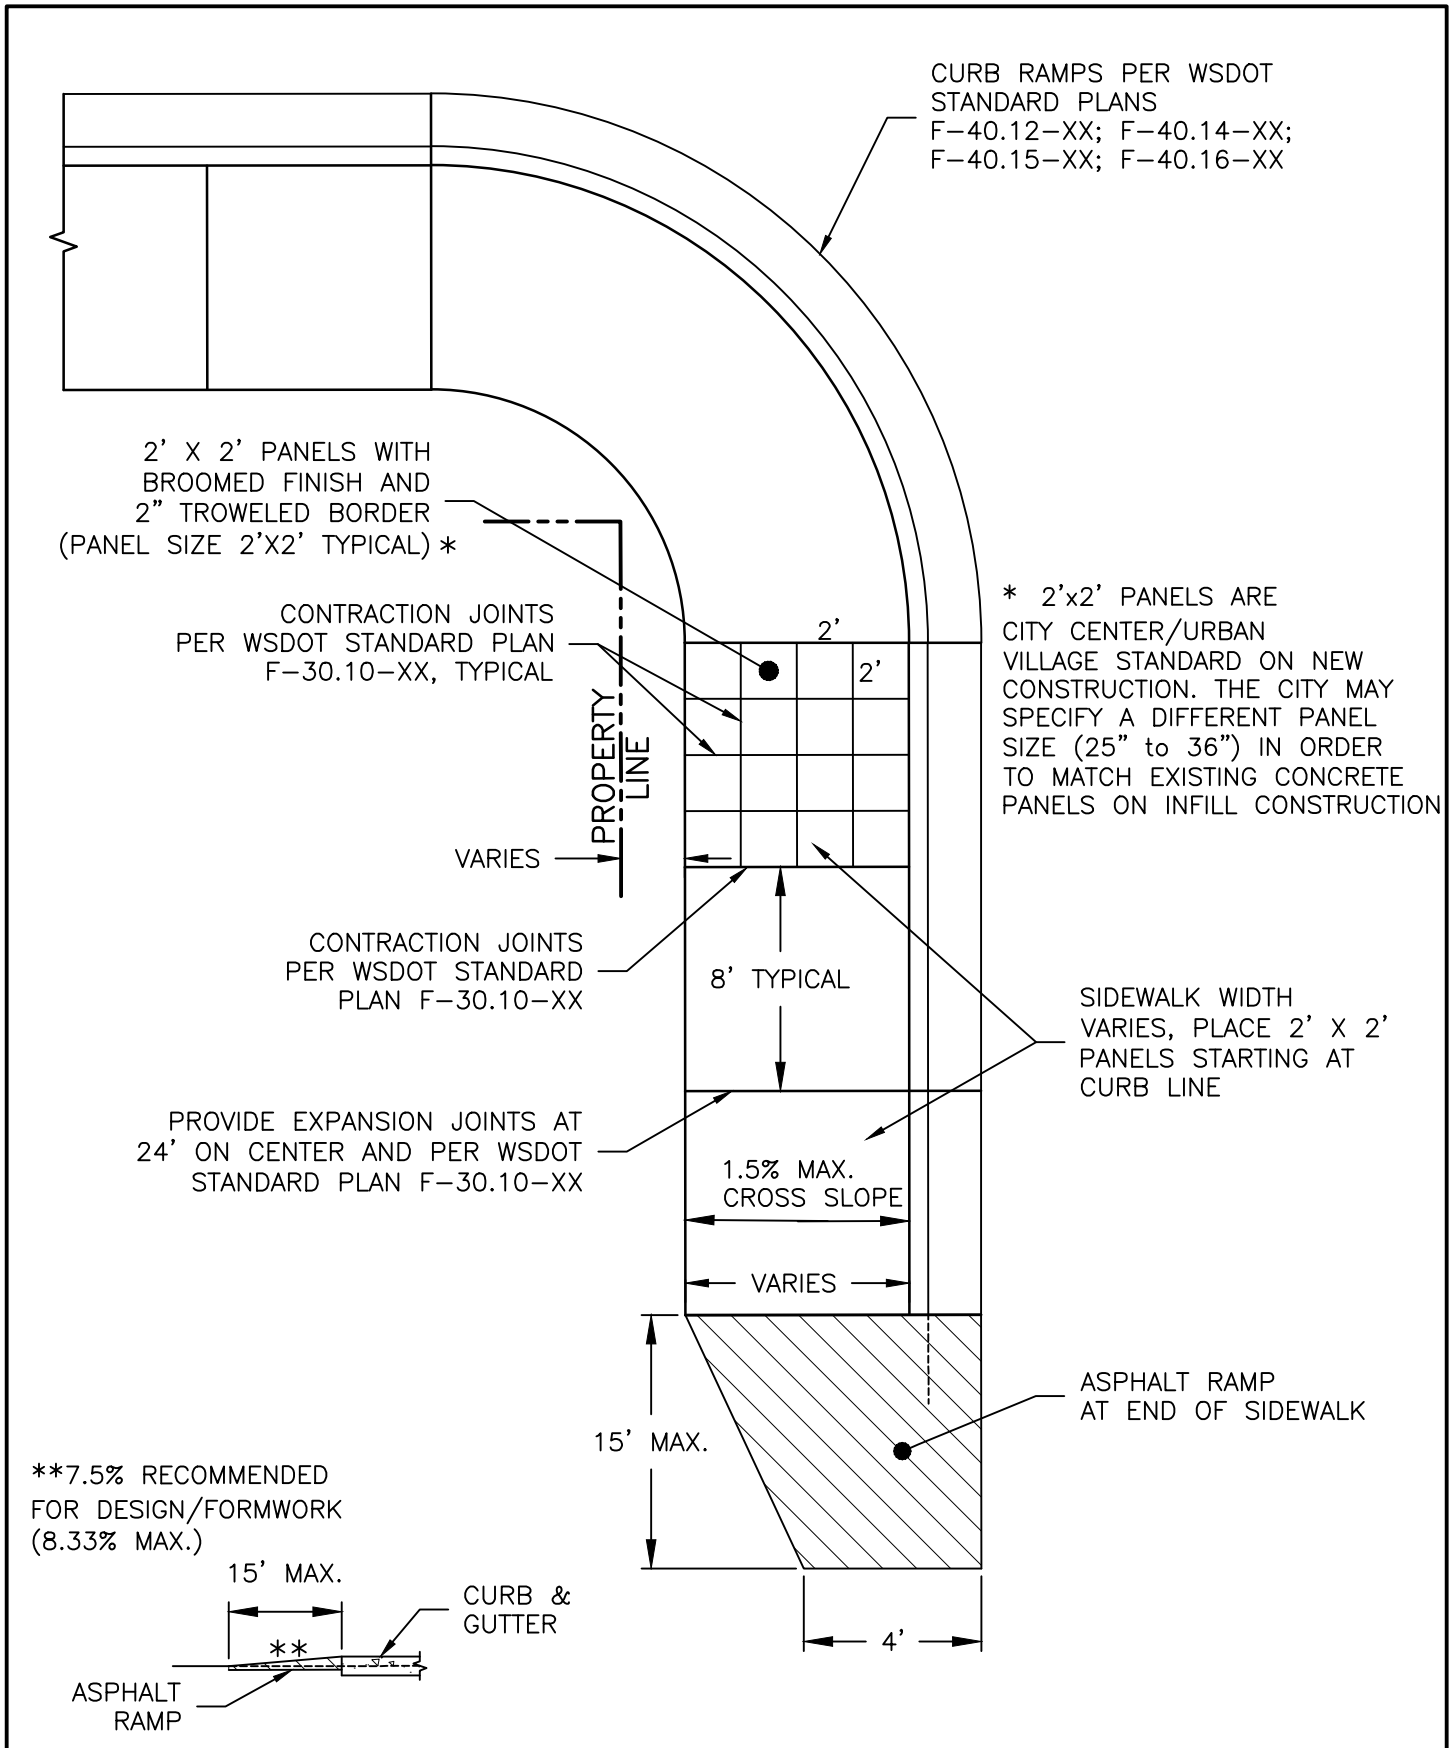 CURB RAMPS PER WSDOT
STANDARD PLANS
F-40.12-XX; F-40.14-XX;
F-40.15-XX; F-40.16-XX
2' X 2' PANELS WITH
BROOMED FINISH AND
2" TROWELED BORDER
(PANEL SIZE 2'X2' TYPICAL) *
CONTRACTION JOINTS
PER WSDOT STANDARD PLAN
F-30.10-XX, TYPICAL
2'
2'
* 2'x2' PANELS ARE
CITY CENTER/URBAN
VILLAGE STANDARD ON NEW
CONSTRUCTION. THE CITY MAY
SPECIFY A DIFFERENT PANEL
SIZE (25" to 36") IN ORDER
TO MATCH EXISTING CONCRETE
PANELS ON INFILL CONSTRUCTION
PROPERTY
LINE
VARIES
CONTRACTION JOINTS
PER WSDOT STANDARD
PLAN F-30.10-XX
8' TYPICAL
SIDEWALK WIDTH
VARIES, PLACE 2' X 2'
PANELS STARTING AT
CURB LINE
PROVIDE EXPANSION JOINTS AT
24' ON CENTER AND PER WSDOT
STANDARD PLAN F-30.10-XX
1.5% MAX.
CROSS SLOPE
VARIES
15' MAX.
ASPHALT RAMP
AT END OF SIDEWALK
4'
**7.5% RECOMMENDED
FOR DESIGN/FORMWORK
(8.33% MAX.)
15' MAX.
**
CURB &
GUTTER
ASPHALT
RAMP